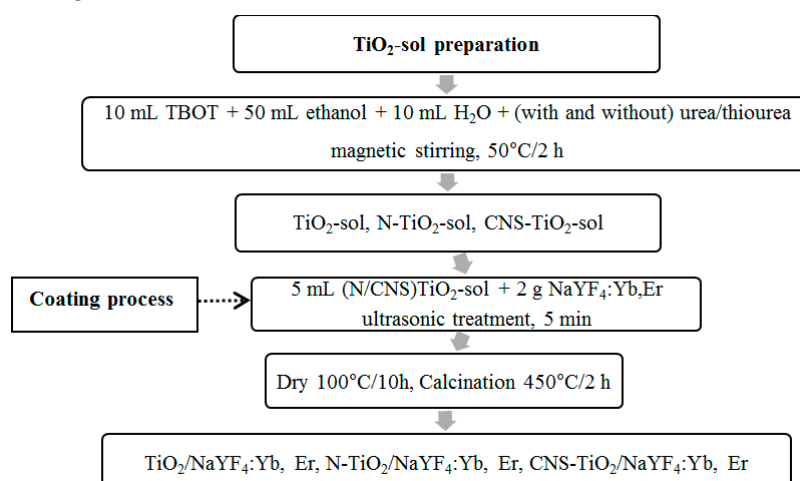 TiO₂-sol preparation
10 mL TBOT + 50 mL ethanol + 10 mL H₂O + (with and without) urea/thiourea
magnetic stirring, 50°C/2 h
TiO₂-sol, N-TiO₂-sol, CNS-TiO₂-sol
Coating process
5 mL (N/CNS)TiO₂-sol + 2 g NaYF₄:Yb,Er
ultrasonic treatment, 5 min
Dry 100°C/10h, Calcination 450°C/2 h
TiO₂/NaYF₄:Yb, Er, N-TiO₂/NaYF₄:Yb, Er, CNS-TiO₂/NaYF₄:Yb, Er